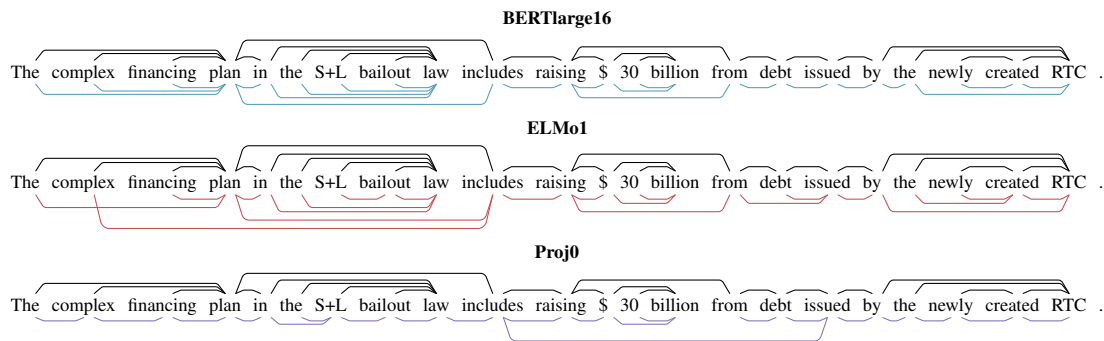 BERTlarge16
The complex financing plan in the S+L bailout law includes raising $ 30 billion from debt issued by the newly created RTC .
ELMo1
The complex financing plan in the S+L bailout law includes raising $ 30 billion from debt issued by the newly created RTC .
Proj0
The complex financing plan in the S+L bailout law includes raising $ 30 billion from debt issued by the newly created RTC .